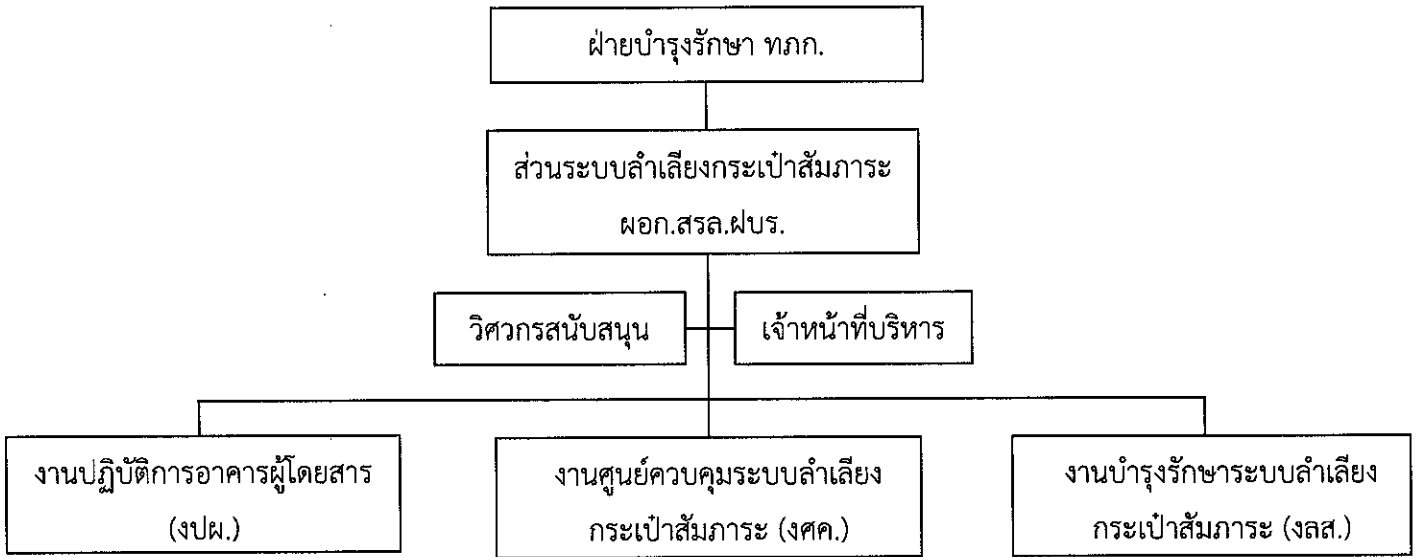 ฝ่ายบำรุงรักษา ทภก.
ส่วนระบบลำเลียงกระเป๋าสัมภาระ
ผอก.สรล.ฝบร.
วิศวกรสนับสนุน
เจ้าหน้าที่บริหาร
งานปฏิบัติการอาคารผู้โดยสาร
(งปผ.)
งานศูนย์ควบคุมระบบลำเลียง
กระเป๋าสัมภาระ (งศค.)
งานบำรุงรักษาระบบลำเลียง
กระเป๋าสัมภาระ (งลส.)